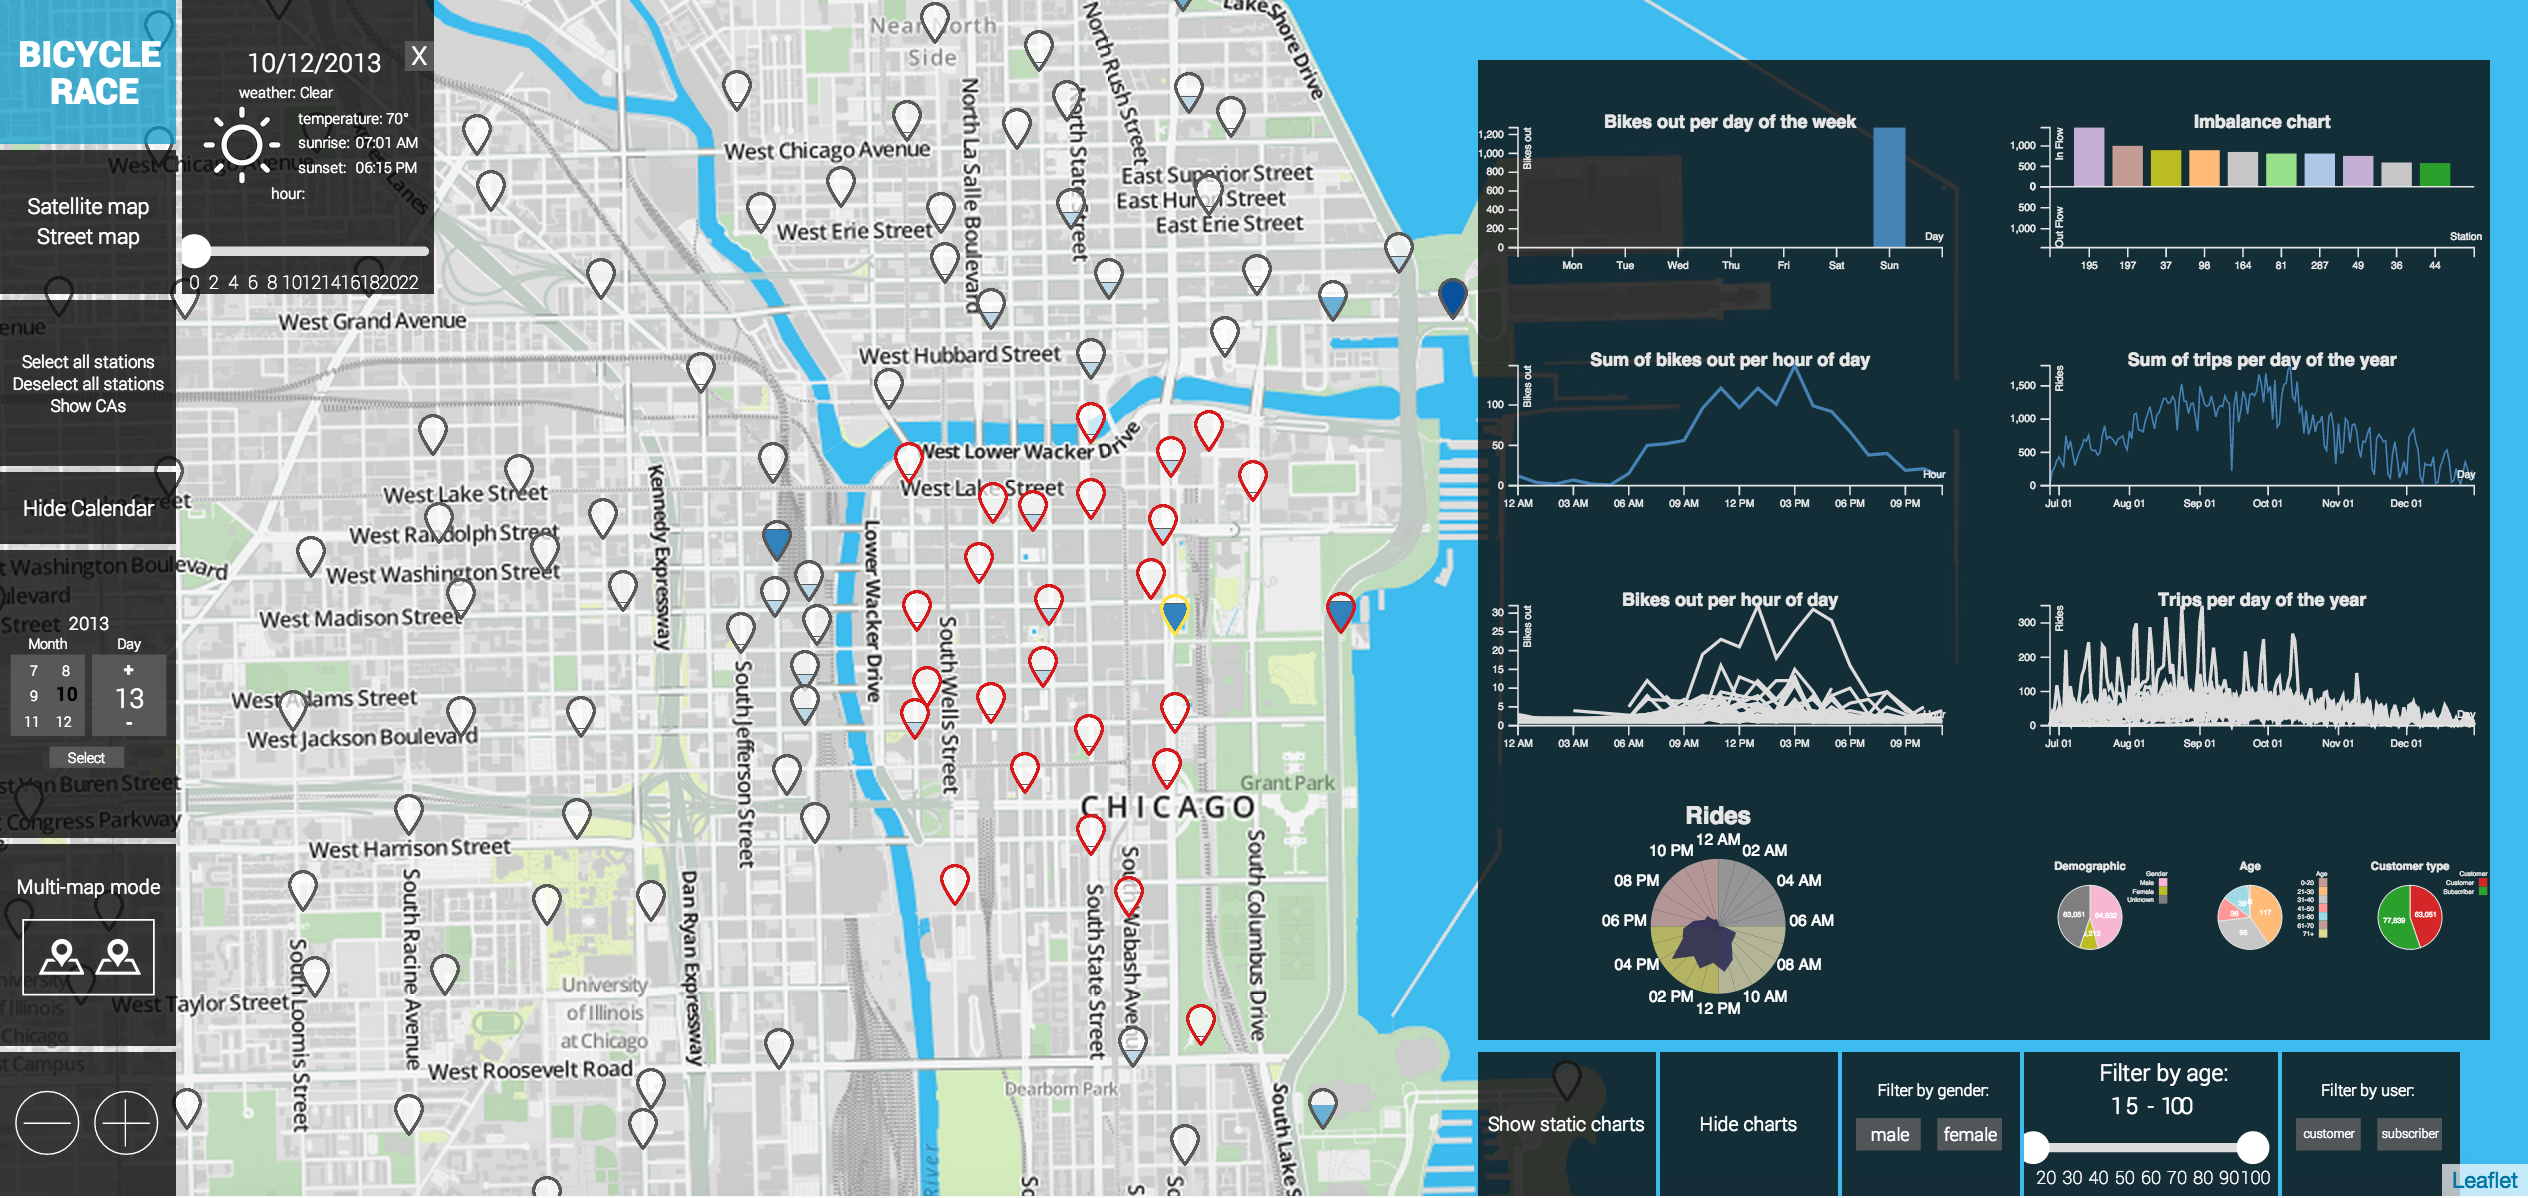 BICYCLE
RACE
10/12/2013
X
weather: Clear
temperature: 70°
sunrise: 07:01 AM
sunset: 06:15 PM
hour:
0 2 4 6 8 10 12 14 16 18 20 22
Satellite map
Street map
Select all stations
Deselect all stations
Show CAs
Hide Calendar
2013
Month
Day
7 8
9 10
11 12
+
13
-
Select
Multi-map mode
Near North
Side
Lake Shore Drive
North Rush Street
North State Street
North La Salle Boulevard
West Chicago Avenue
East Superior Street
East Huron Street
East Erie Street
West Erie Street
West Grand Avenue
West Hubbard Street
West Lower Wacker Drive
West Lake Street
West Lake Street
West Randolph Street
West Washington Street
West Madison Street
West Adams Street
West Jackson Boulevard
West Harrison Street
West Taylor Street
West Roosevelt Road
t Washington Boulevard
st Van Buren Street
t Congress Parkway
Kennedy Expressway
Lower Wacker Drive
South Wells Street
South Jefferson Street
Dan Ryan Expressway
South Racine Avenue
South Loomis Street
South State Street
South Wabash Avenue
South Columbus Drive
South Lake S
CHICAGO
Grant Park
Dearborn Park
University
of Illinois
at Chicago
River
Bikes out per day of the week
Bikes out
1,200
1,000
800
600
400
200
0
Mon Tue Wed Thu Fri Sat Sun
Day
Imbalance chart
In Flow
Out Flow
1,000
500
0
500
1,000
Station
195 197 37 98 164 81 287 49 36 44
Sum of bikes out per hour of day
Bikes out
100
50
0
Hour
12 AM 03 AM 06 AM 09 AM 12 PM 03 PM 06 PM 09 PM
Sum of trips per day of the year
Rides
1,500
1,000
500
0
Day
Jul 01 Aug 01 Sep 01 Oct 01 Nov 01 Dec 01
Bikes out per hour of day
Bikes out
30
25
20
15
10
5
0
Hour
12 AM 03 AM 06 AM 09 AM 12 PM 03 PM 06 PM 09 PM
Trips per day of the year
Rides
300
200
100
0
Day
Jul 01 Aug 01 Sep 01 Oct 01 Nov 01 Dec 01
Rides
12 AM
02 AM
04 AM
06 AM
08 AM
10 AM
12 PM
02 PM
04 PM
06 PM
08 PM
10 PM
Demographic
Gender
Male
Female
Unknown
63,051
Age
Age
0-20
21-30
31-40
41-50
51-60
61-70
71+
117
95
36
Customer type
Customer
Customer
Subscriber
77,839
63,051
Show static charts
Hide charts
Filter by gender:
male female
Filter by age:
15 - 100
20 30 40 50 60 70 80 90 100
Filter by user:
customer subscriber
Leaflet